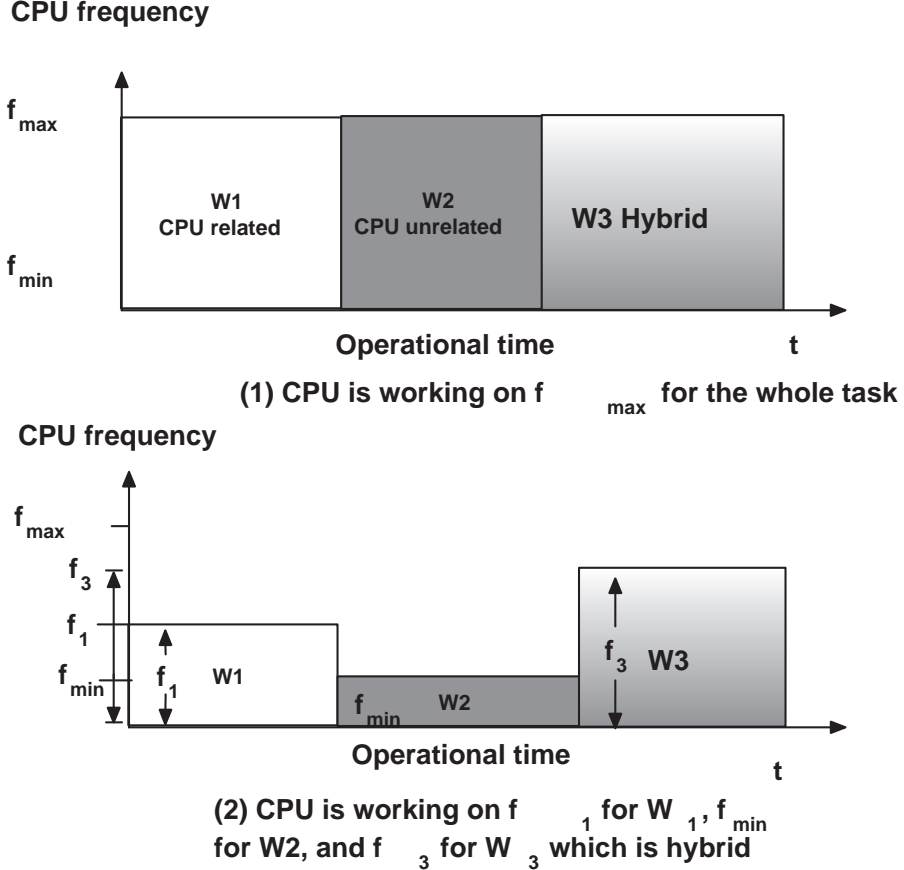 CPU frequency
f max
W1
CPU related
W2
CPU unrelated
W3 Hybrid
f min
Operational time
t
(1) CPU is working on f max for the whole task
CPU frequency
f max
f 3
f 1
f min
f 1
W1
f min
W2
f 3
W3
Operational time
t
(2) CPU is working on f 1 for W 1, f min
for W2, and f 3 for W 3 which is hybrid